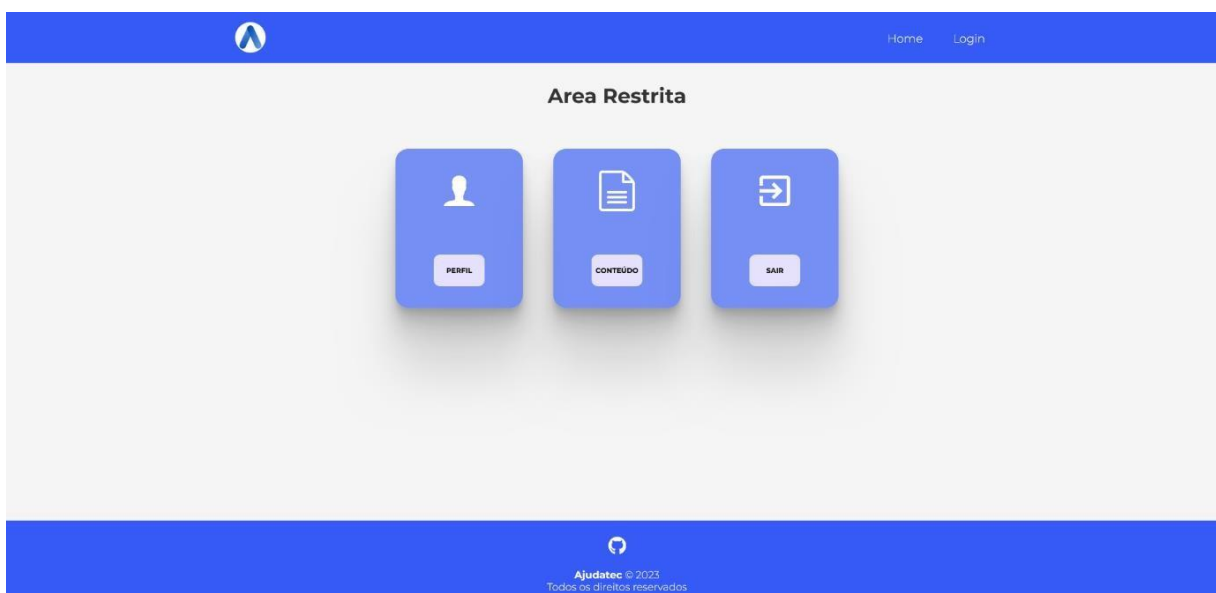 Home Login
Area Restrita
PERFIL
CONTEÚDO
SAIR
Ajudatec © 2023
Todos os direitos reservados